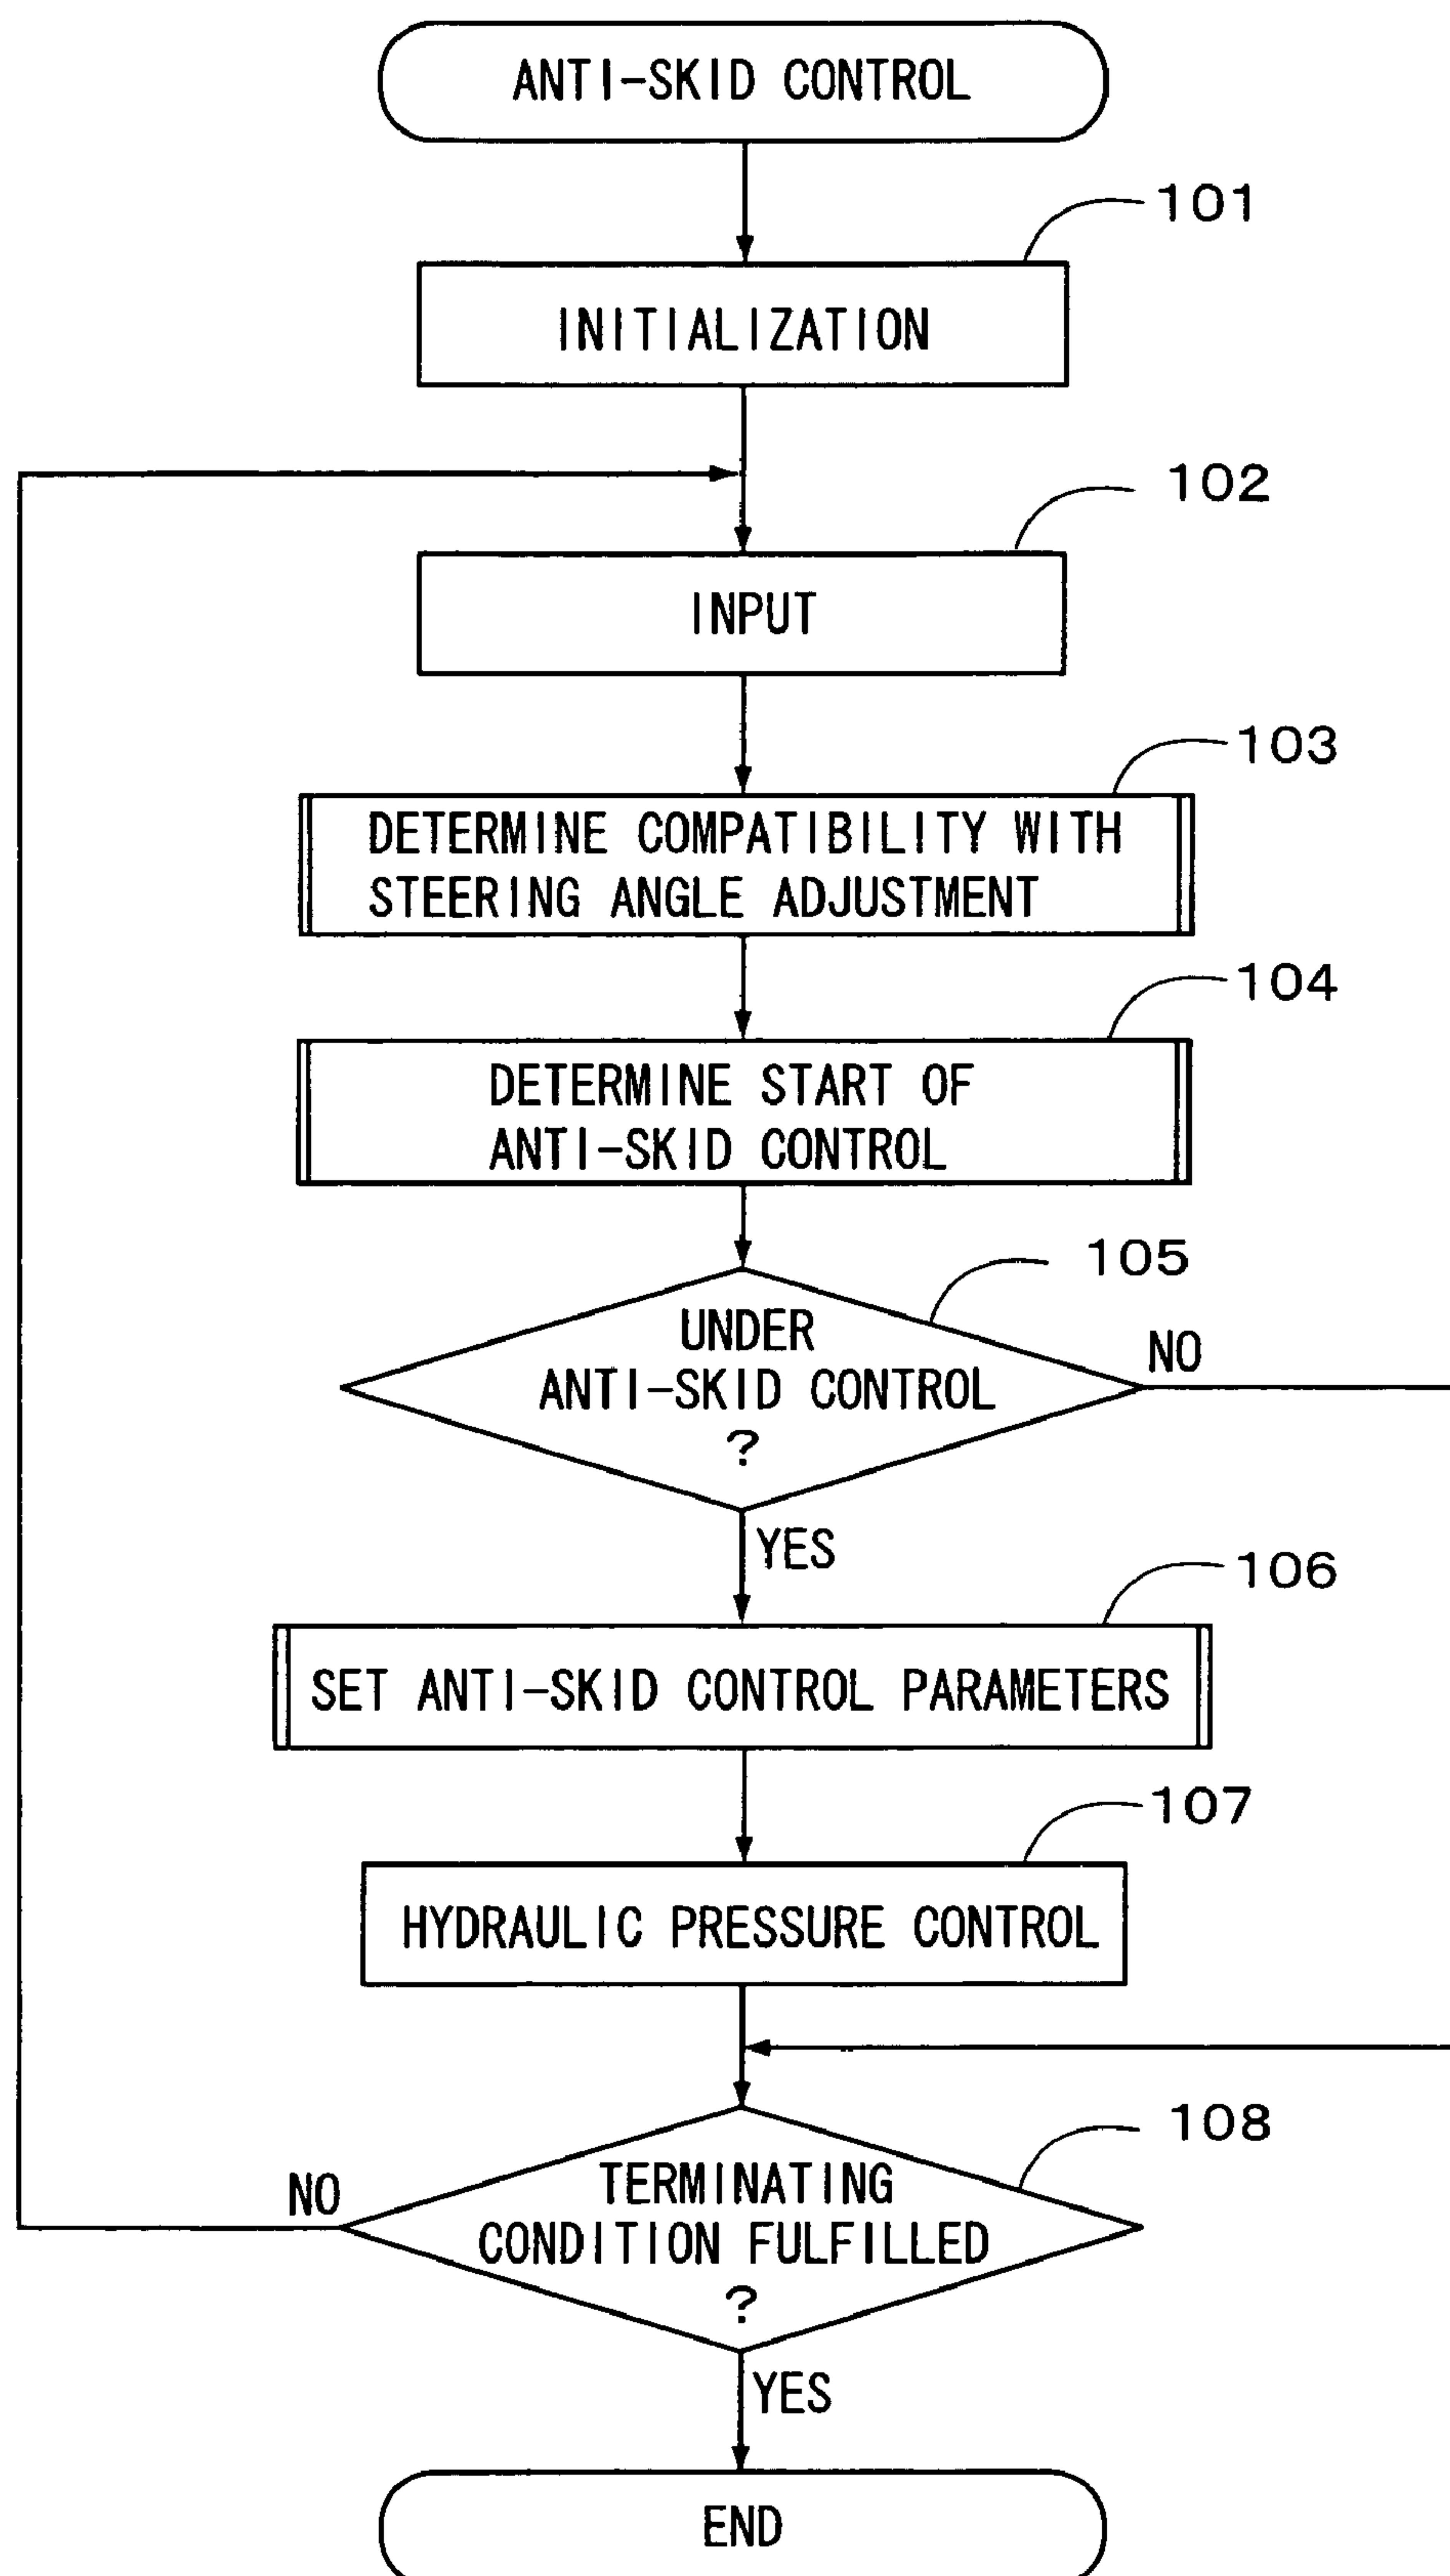 ANTI-SKID CONTROL
101
INITIALIZATION
102
INPUT
103
DETERMINE COMPATIBILITY WITH
STEERING ANGLE ADJUSTMENT
104
DETERMINE START OF
ANTI-SKID CONTROL
105
UNDER
ANTI-SKID CONTROL
?
NO
YES
106
SET ANTI-SKID CONTROL PARAMETERS
107
HYDRAULIC PRESSURE CONTROL
108
TERMINATING
CONDITION FULFILLED
?
NO
YES
END